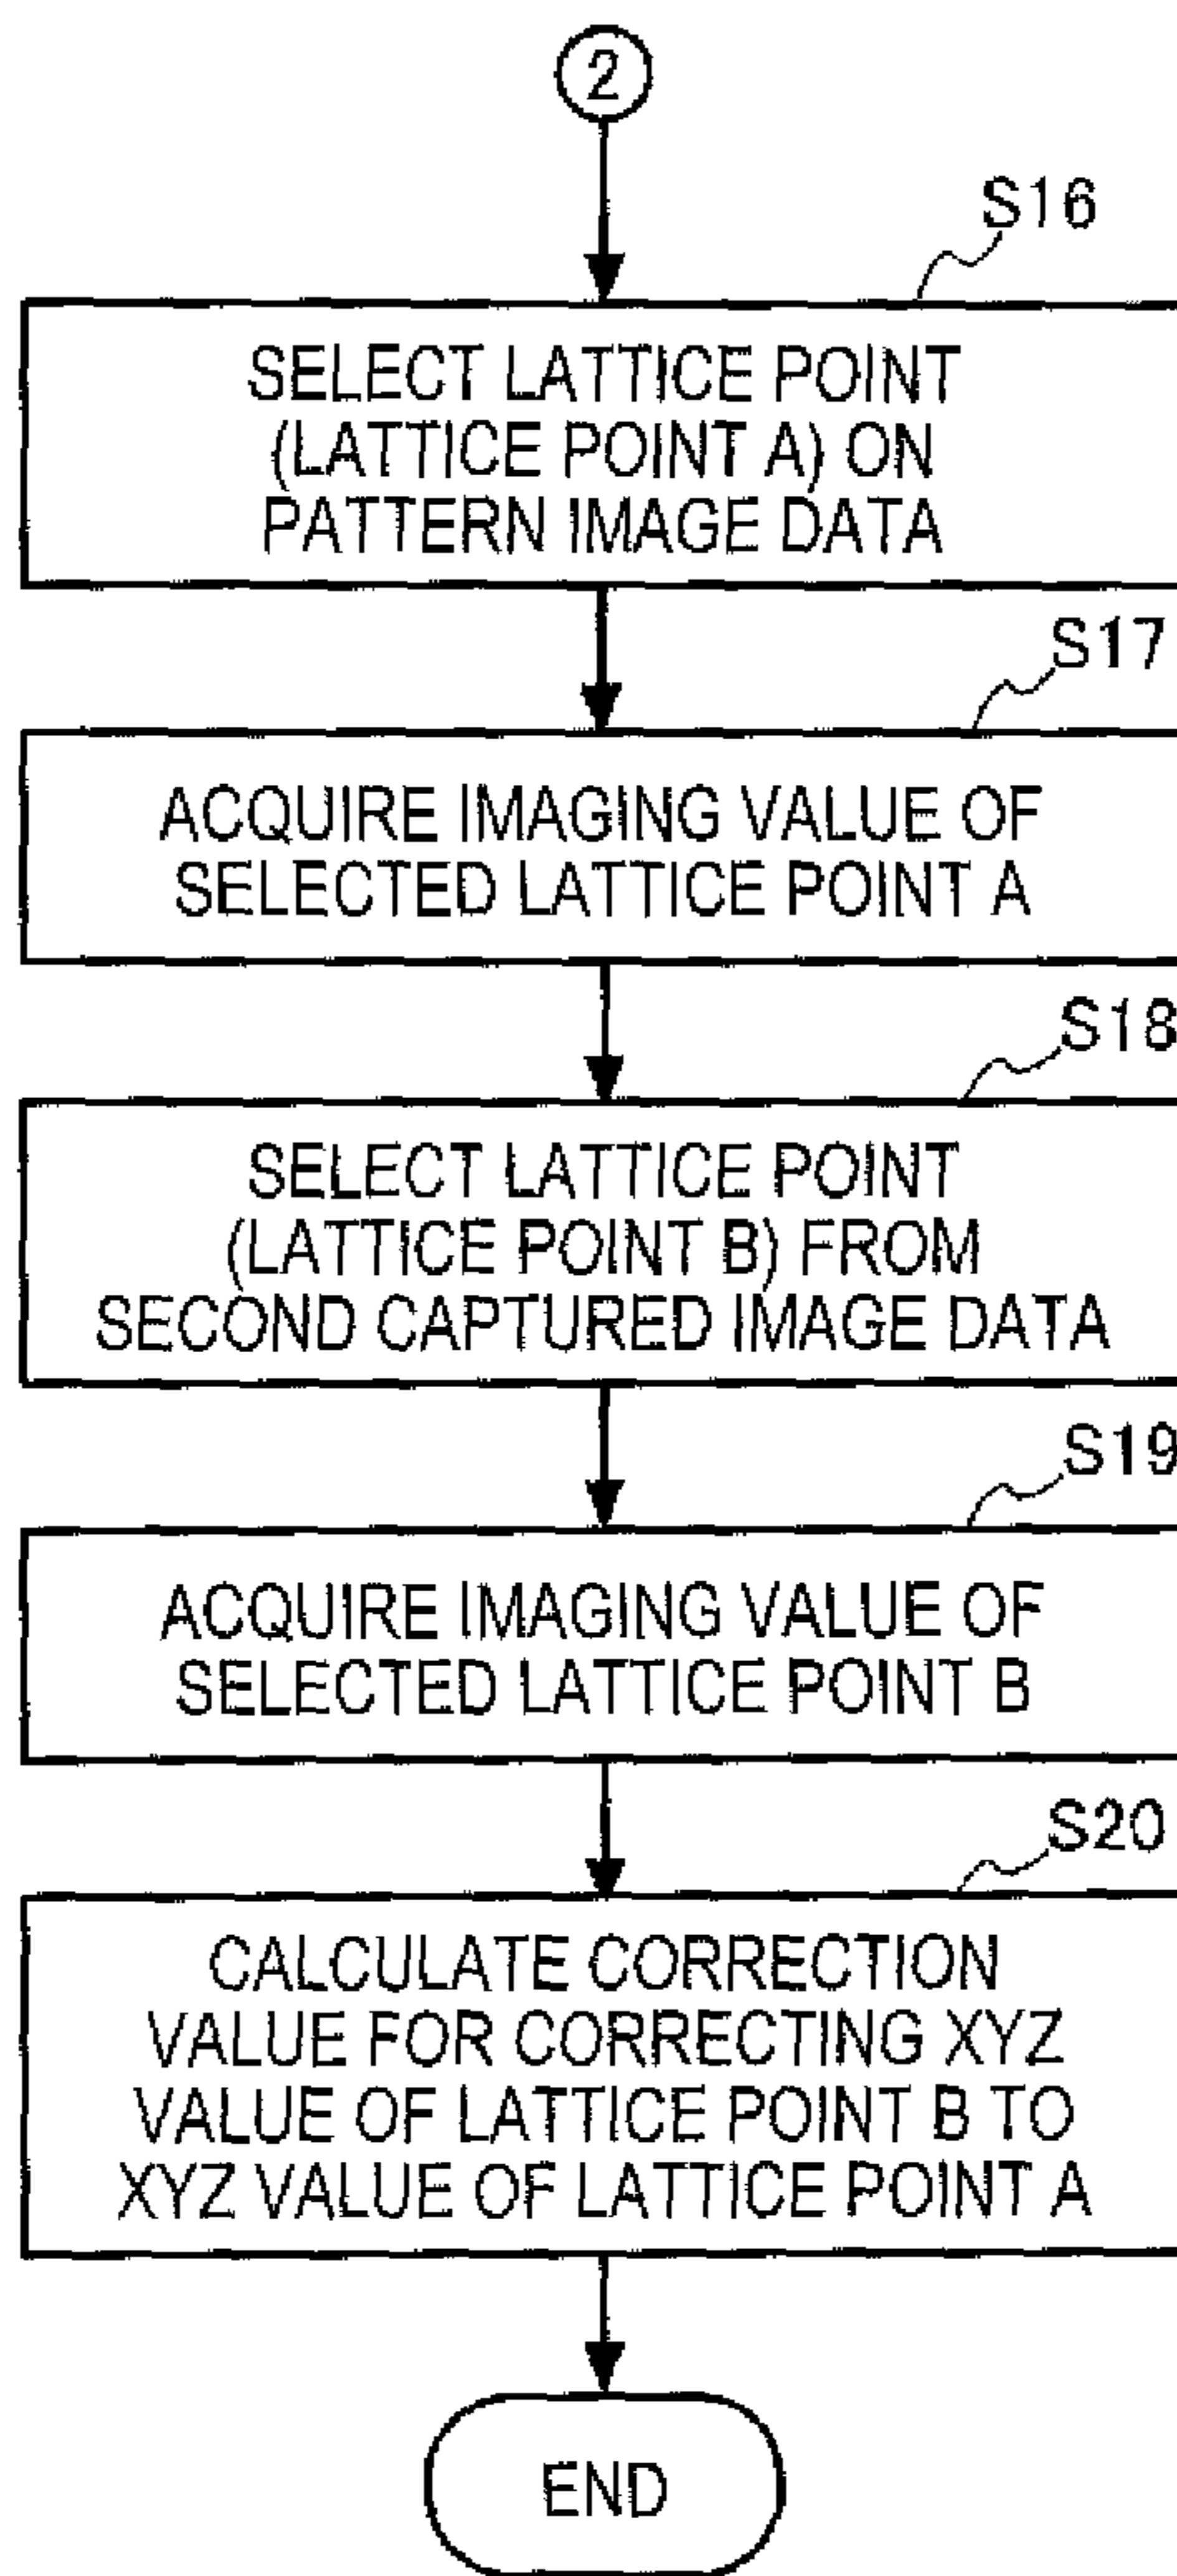 2
S16
SELECT LATTICE POINT
(LATTICE POINT A) ON
PATTERN IMAGE DATA
S17
ACQUIRE IMAGING VALUE OF
SELECTED LATTICE POINT A
S18
SELECT LATTICE POINT
(LATTICE POINT B) FROM
SECOND CAPTURED IMAGE DATA
S19
ACQUIRE IMAGING VALUE OF
SELECTED LATTICE POINT B
S20
CALCULATE CORRECTION
VALUE FOR CORRECTING XYZ
VALUE OF LATTICE POINT B TO
XYZ VALUE OF LATTICE POINT A
END